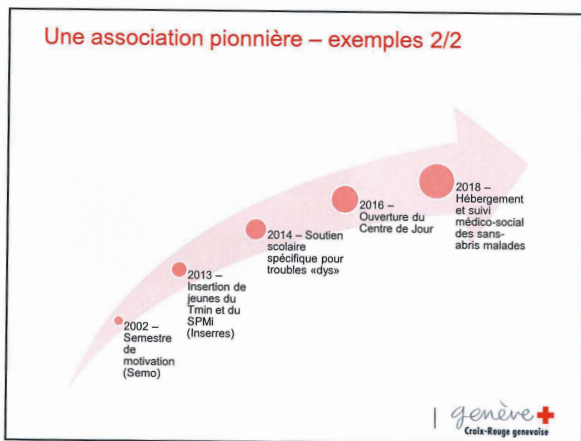 Une association pionnière – exemples 2/2
2002 –
Semestre
de
motivation
(Semo)
2013 –
Insertion de
jeunes du
Tmin et du
SPMi
(Inserres)
2014 – Soutien
scolaire
spécifique pour
troubles «dys»
2016 –
Ouverture du
Centre de Jour
2018 –
Hébergement
et suivi
médico-social
des sans-
abris malades
genève
Croix-Rouge genevoise